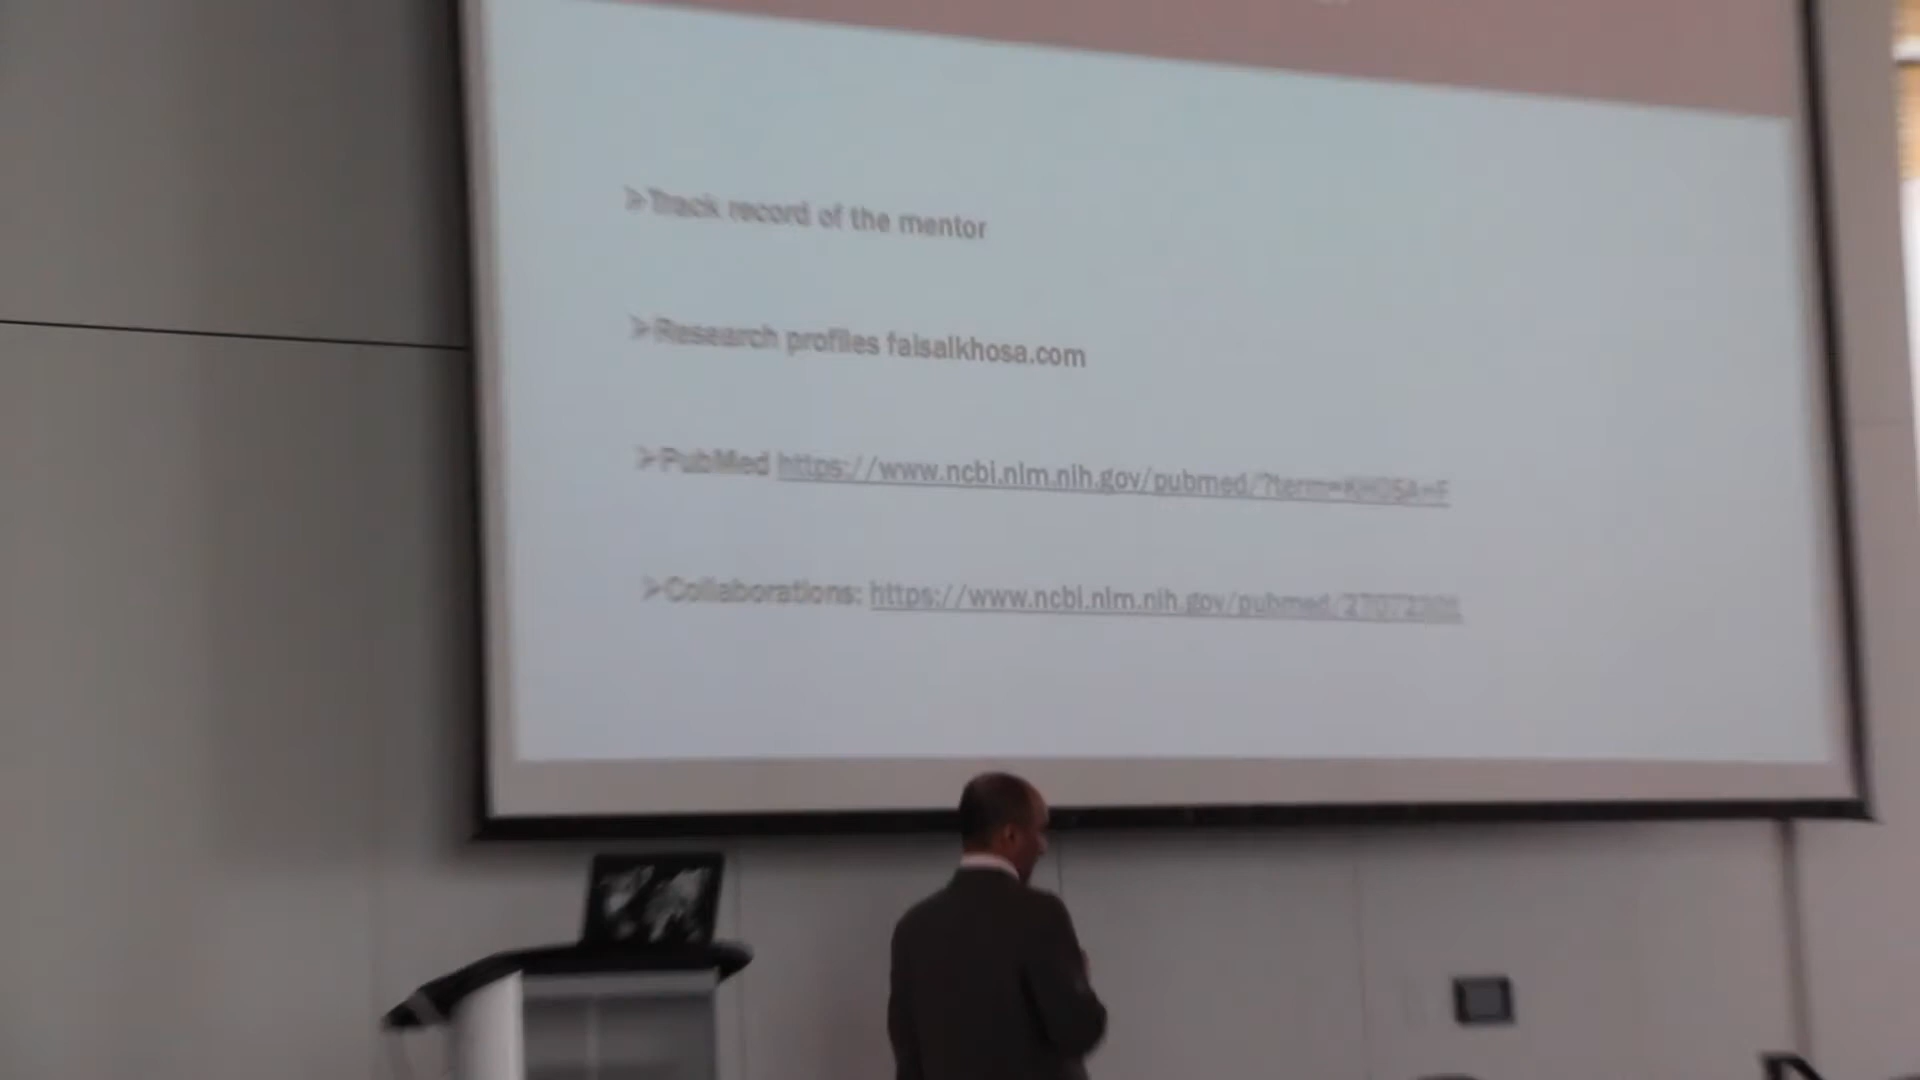 ➢Track record of the mentor
➢Research profiles faisalkhosa.com
➢PubMed https://www.ncbi.nlm.nih.gov/pubmed/?term=KHOSA+F
➢Collaborations: https://www.ncbi.nlm.nih.gov/pubmed/